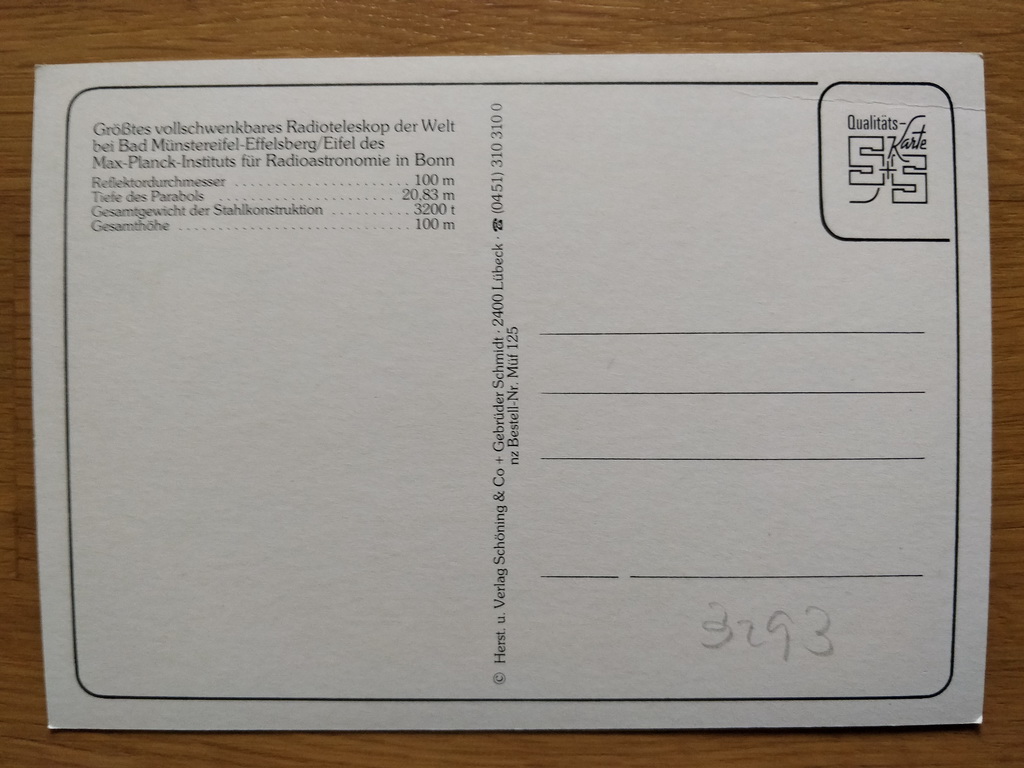 Größtes vollschwenkbares Radioteleskop der Welt
bei Bad Münstereifel-Effelsberg/Eifel des
Max-Planck-Instituts für Radioastronomie in Bonn
Reflektordurchmesser . . . . . . . . . . . . . . . . . . . . . . 100 m
Tiefe des Parabols . . . . . . . . . . . . . . . . . . . . . . . . 20,83 m
Gesamtgewicht der Stahlkonstruktion . . . . . . . . . . 3200 t
Gesamthöhe . . . . . . . . . . . . . . . . . . . . . . . . . . . . . 100 m
© Herst. u. Verlag Schöning & Co + Gebrüder Schmidt · 2400 Lübeck · ☎ (0451) 310 310 0
nz Bestell-Nr. Müf 125
Qualitäts-
Karte
S+S
3293